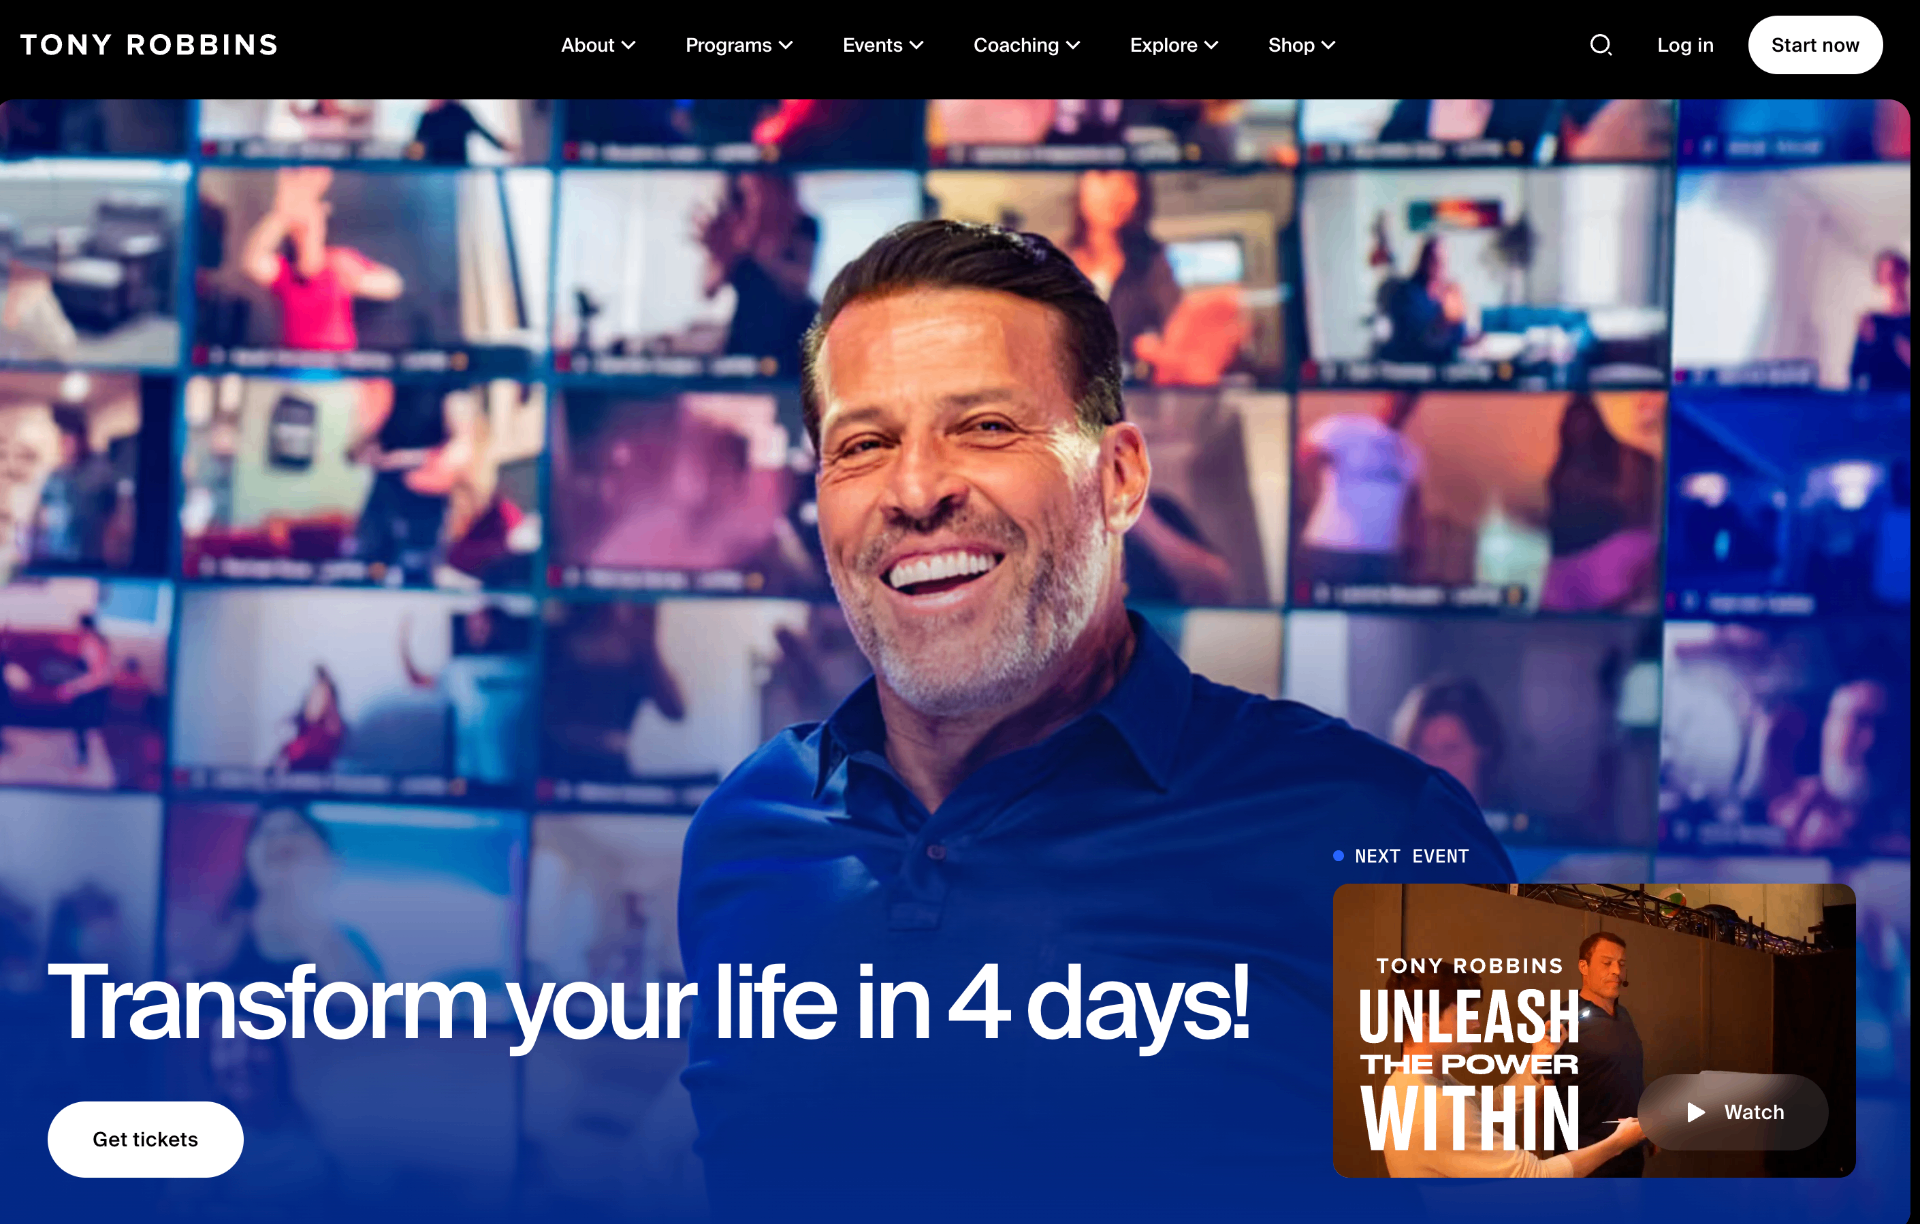 TONY ROBBINS
About
Programs
Events
Coaching
Explore
Shop
Log in
Start now
NEXT EVENT
TONY ROBBINS
UNLEASH
THE POWER
WITHIN
Watch
Transform your life in 4 days!
Get tickets